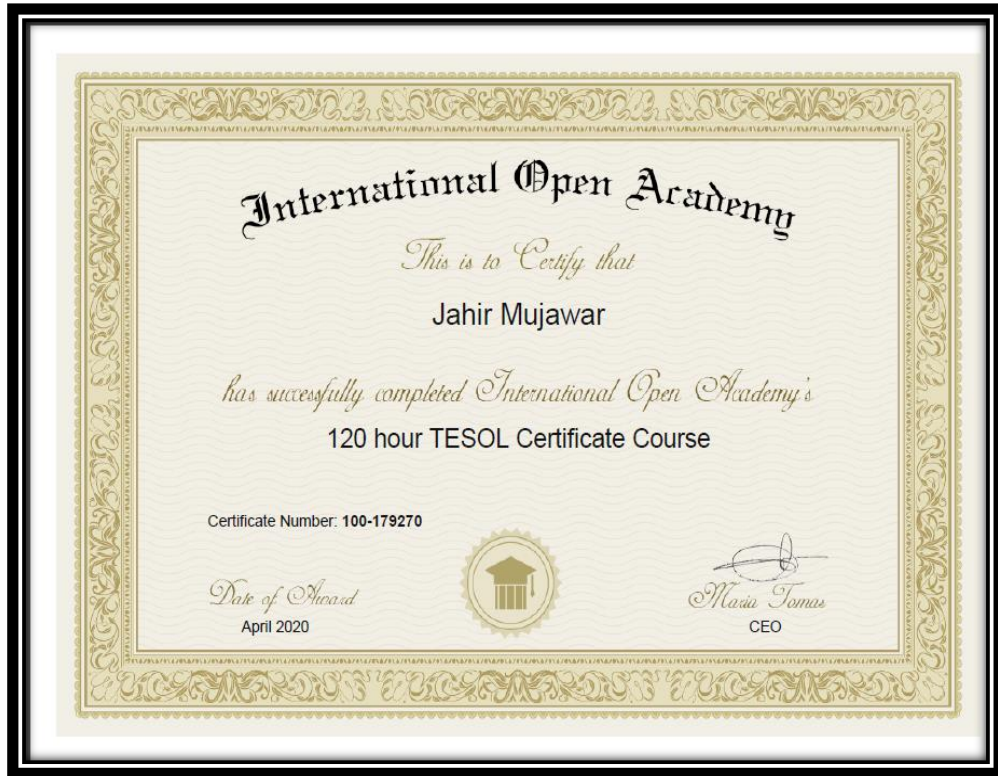 International Open Academy
This is to Certify that
Jahir Mujawar
has successfully completed International Open Academy's
120 hour TESOL Certificate Course
Certificate Number: 100-179270
Date of Award
April 2020
Maria Tomas
CEO